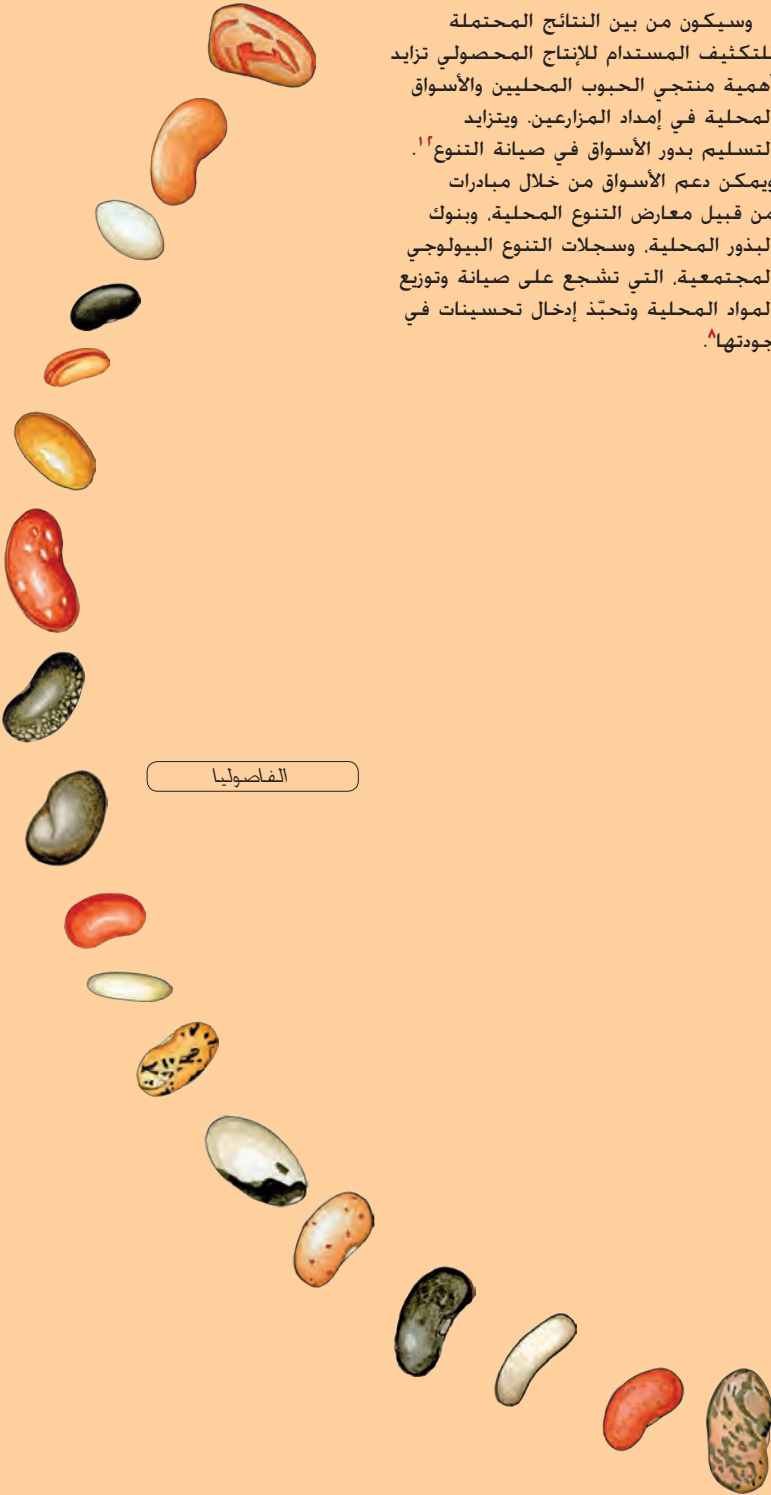 وسيكون من بين النتائج المحتملة
للتكثيف المستدام للإنتاج المحصولي تزايد
أهمية منتجي الحبوب المحليين والأسواق
المحلية في إمداد المزارعين. ويتزايد
التسليم بدور الأسواق في صيانة التنوع١٢.
ويمكن دعم الأسواق من خلال مبادرات
من قبيل معارض التنوع المحلية، وبنوك
البذور المحلية، وسجلات التنوع البيولوجي
المجتمعية، التي تشجع على صيانة وتوزيع
المواد المحلية وتحبّذ إدخال تحسينات في
جودتها٨.
الفاصوليا